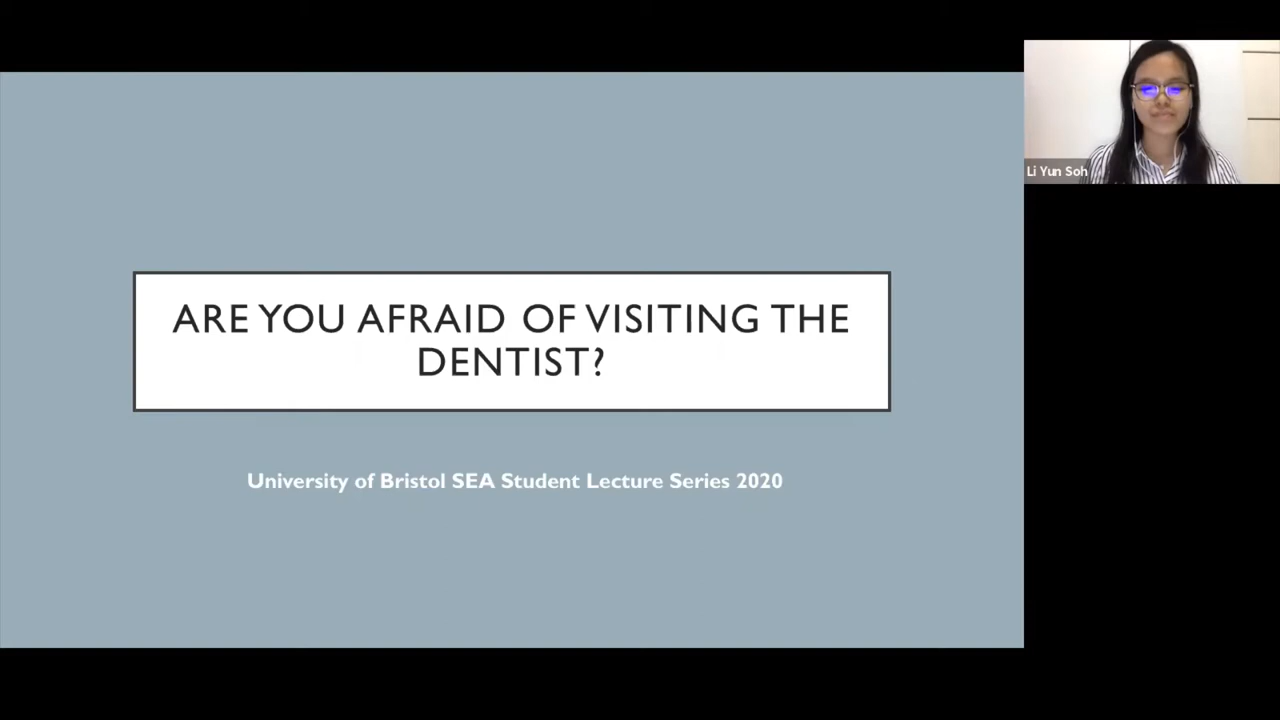 ARE YOU AFRAID OF VISITING THE
DENTIST?
University of Bristol SEA Student Lecture Series 2020
Li Yun Soh